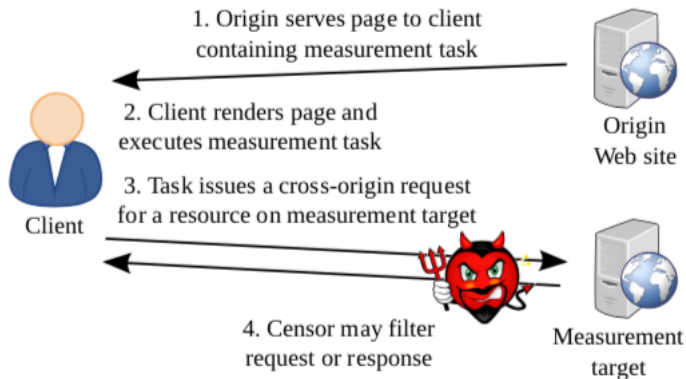 1. Origin serves page to client
containing measurement task
2. Client renders page and
executes measurement task
Origin
Web site
3. Task issues a cross-origin request
for a resource on measurement target
Client
4. Censor may filter
request or response
Measurement
target